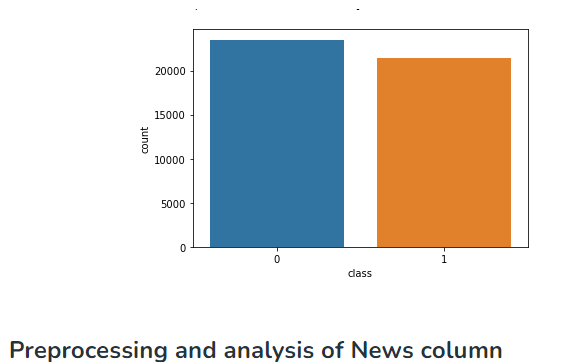 20000
15000
10000
5000
0
count
0 1
class
Preprocessing and analysis of News column